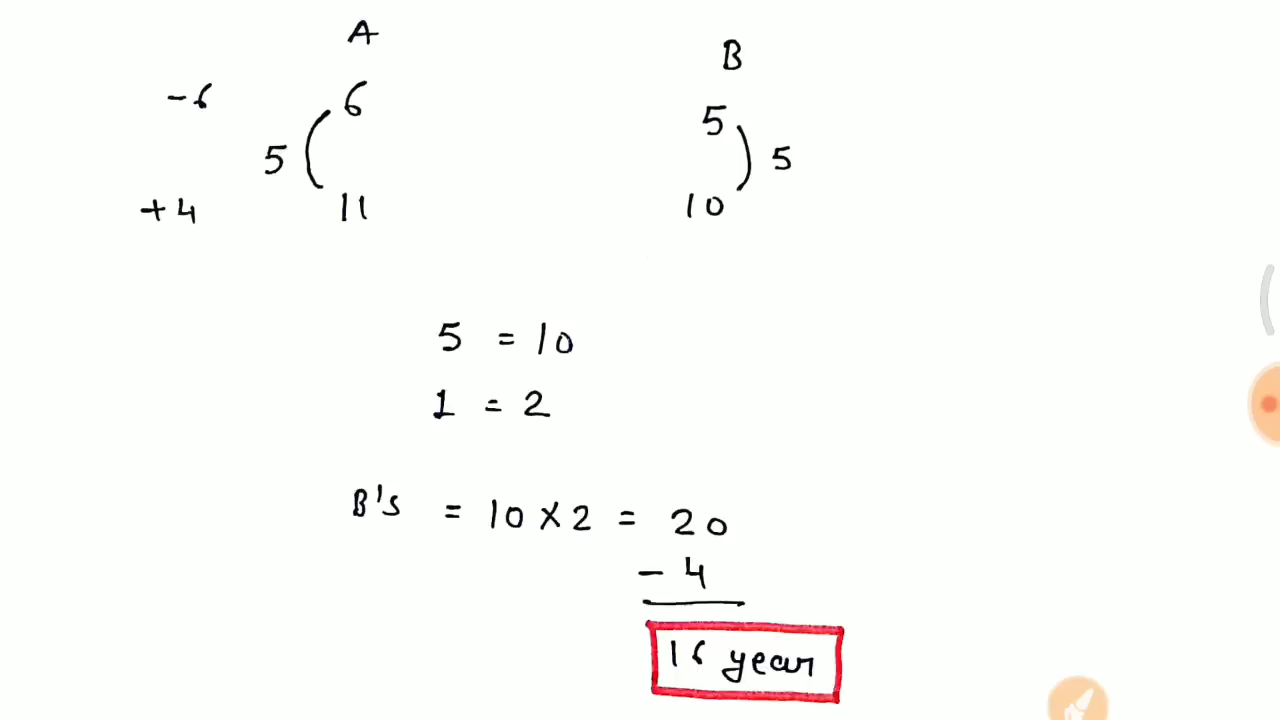 A B
-6 6 5
5 5
+4 11 10
5 = 10
1 = 2
B's = 10 × 2 = 20
- 4
16 year